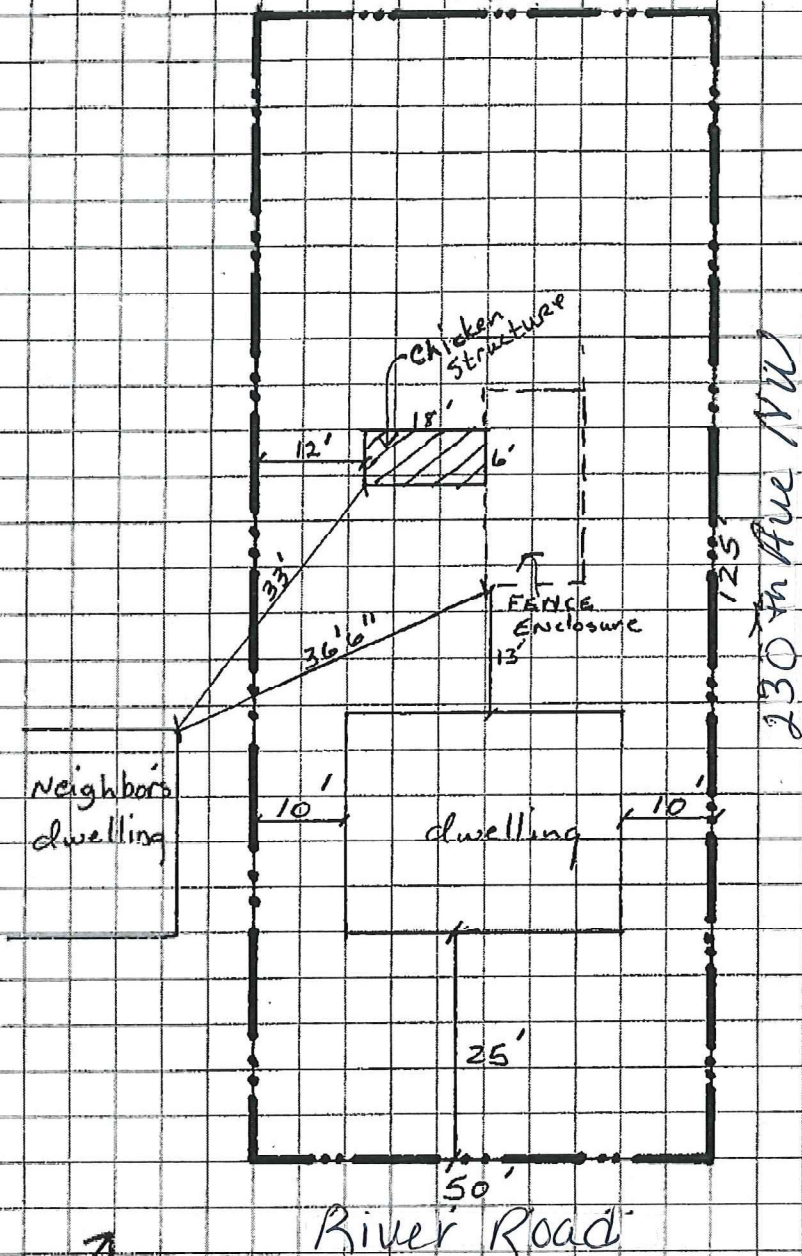 Chicken
Structure
18'
12'
6'
33'
FENCE
Enclosure
36'6"
13'
125'
230th Ave NW
Neighbors
dwelling
10'
dwelling
10'
25'
50'
River Road